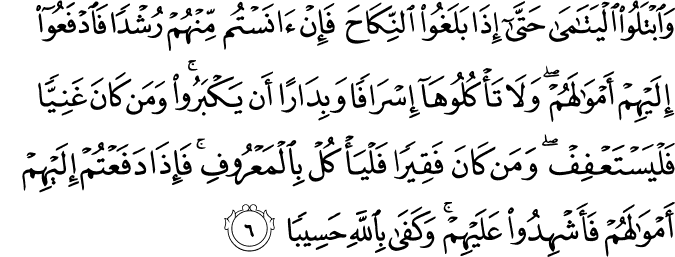 وَٱبۡتَلُوا۟ ٱلۡيَتَـٰمَىٰ حَتَّىٰٓ إِذَا بَلَغُوا۟ ٱلنِّكَاحَ فَإِنۡ ءَانَسۡتُم مِّنۡهُمۡ رُشۡدࣰا فَٱدۡفَعُوٓا۟
إِلَيۡهِمۡ أَمۡوَٰلَهُمۡۖ وَلَا تَأۡكُلُوهَآ إِسۡرَافࣰا وَبِدَارًا أَن يَكۡبَرُوا۟ۚ وَمَن كَانَ غَنِيࣰّا
فَلۡيَسۡتَعۡفِفۡۖ وَمَن كَانَ فَقِيرࣰا فَلۡيَأۡكُلۡ بِٱلۡمَعۡرُوفِۚ فَإِذَا دَفَعۡتُمۡ إِلَيۡهِمۡ
أَمۡوَٰلَهُمۡ فَأَشۡهِدُوا۟ عَلَيۡهِمۡۚ وَكَفَىٰ بِٱللَّهِ حَسِيبࣰا ٦